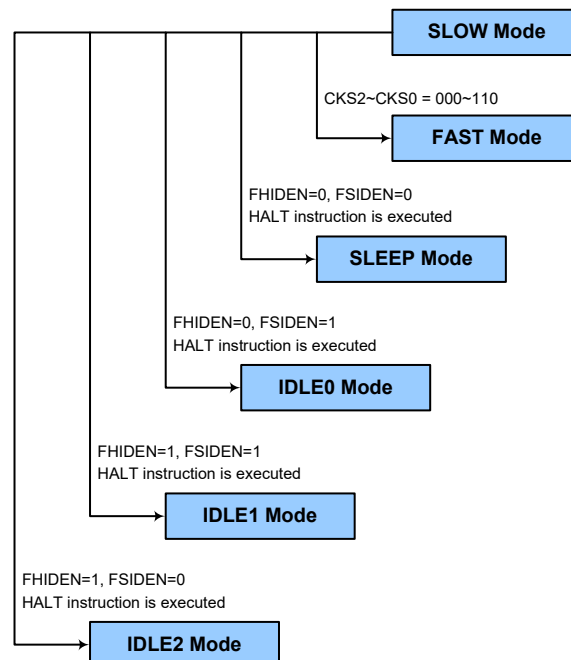 SLOW Mode
CKS2~CKS0 = 000~110
FAST Mode
FHIDEN=0, FSIDEN=0
HALT instruction is executed
SLEEP Mode
FHIDEN=0, FSIDEN=1
HALT instruction is executed
IDLE0 Mode
FHIDEN=1, FSIDEN=1
HALT instruction is executed
IDLE1 Mode
FHIDEN=1, FSIDEN=0
HALT instruction is executed
IDLE2 Mode